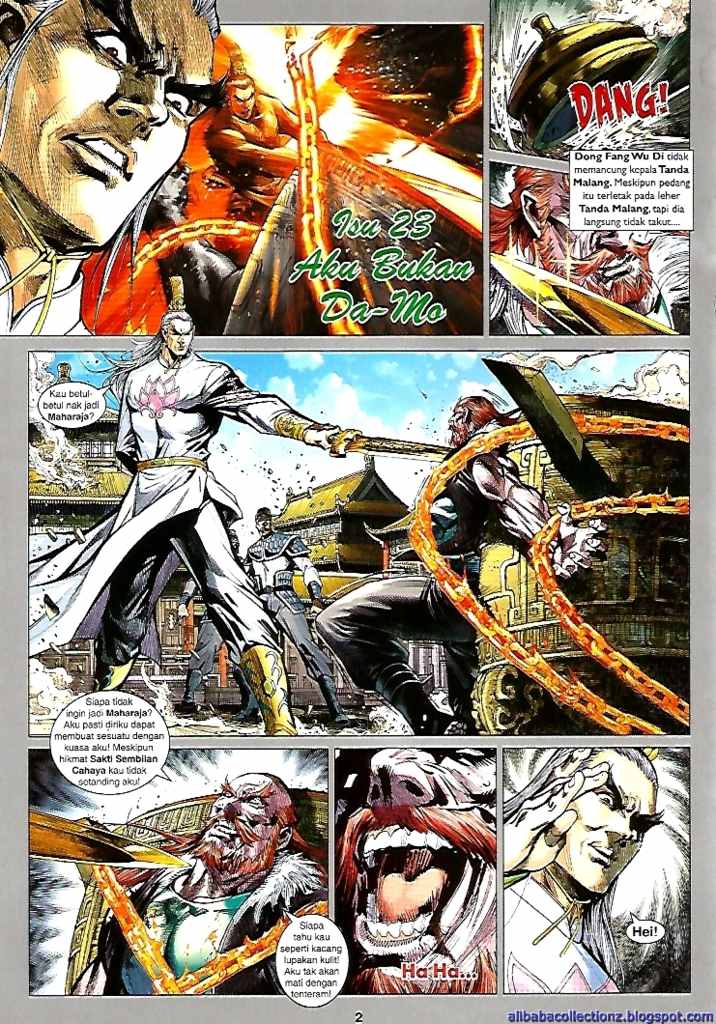 Isu 23
Aku Bukan
Da-Mo
DANG!
Dong Fang Wu Di tidak
memancung kepala Tanda
Malang. Meskipun pedang
itu terletak pada leher
Tanda Malang, tapi dia
langsung tidak takut....
Kau betul-
betul nak jadi
Maharaja?
Siapa tidak
ingin jadi Maharaja?
Aku pasti diriku dapat
membuat sesuatu dengan
kuasa aku! Meskipun
hikmat Sakti Sembilan
Cahaya kau tidak
sotanding aku!
Siapa
tahu kau
seperti kacang
lupakan kulit!
Aku tak akan
mati dengan
tenteram!
Ha Ha...
Hei!
2
alibabacollectionz.blogspot.com